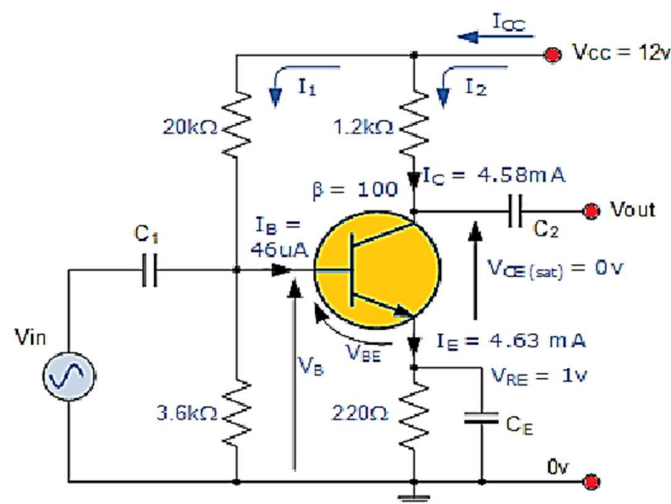 ICC
VCC = 12v
I1
I2
20kΩ
1.2kΩ
β = 100
IC = 4.58mA
Vout
C2
C1
IB =
46uA
VCE(sat) = 0v
Vin
VB
VBE
IE = 4.63 mA
VRE = 1v
3.6kΩ
220Ω
CE
0v